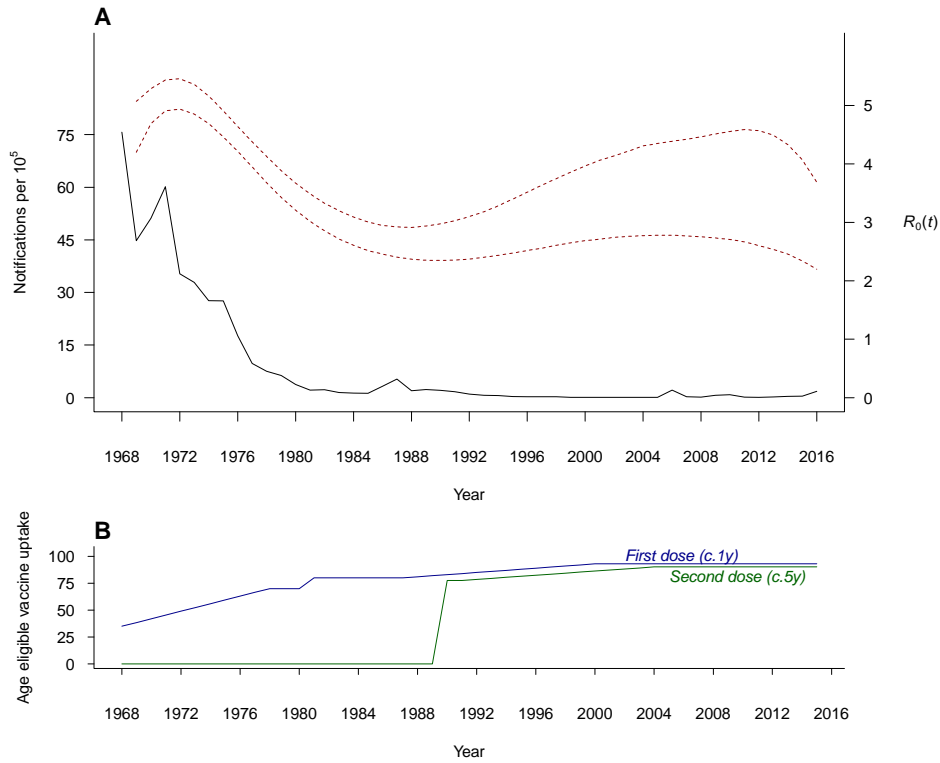 A
Notifications per 10⁵
75
60
45
30
15
0
5
4
3
2
1
0
R₀(t)
1968 1972 1976 1980 1984 1988 1992 1996 2000 2004 2008 2012 2016
Year
B
Age eligible vaccine uptake
100
75
50
25
0
First dose (c.1y)
Second dose (c.5y)
1968 1972 1976 1980 1984 1988 1992 1996 2000 2004 2008 2012 2016
Year